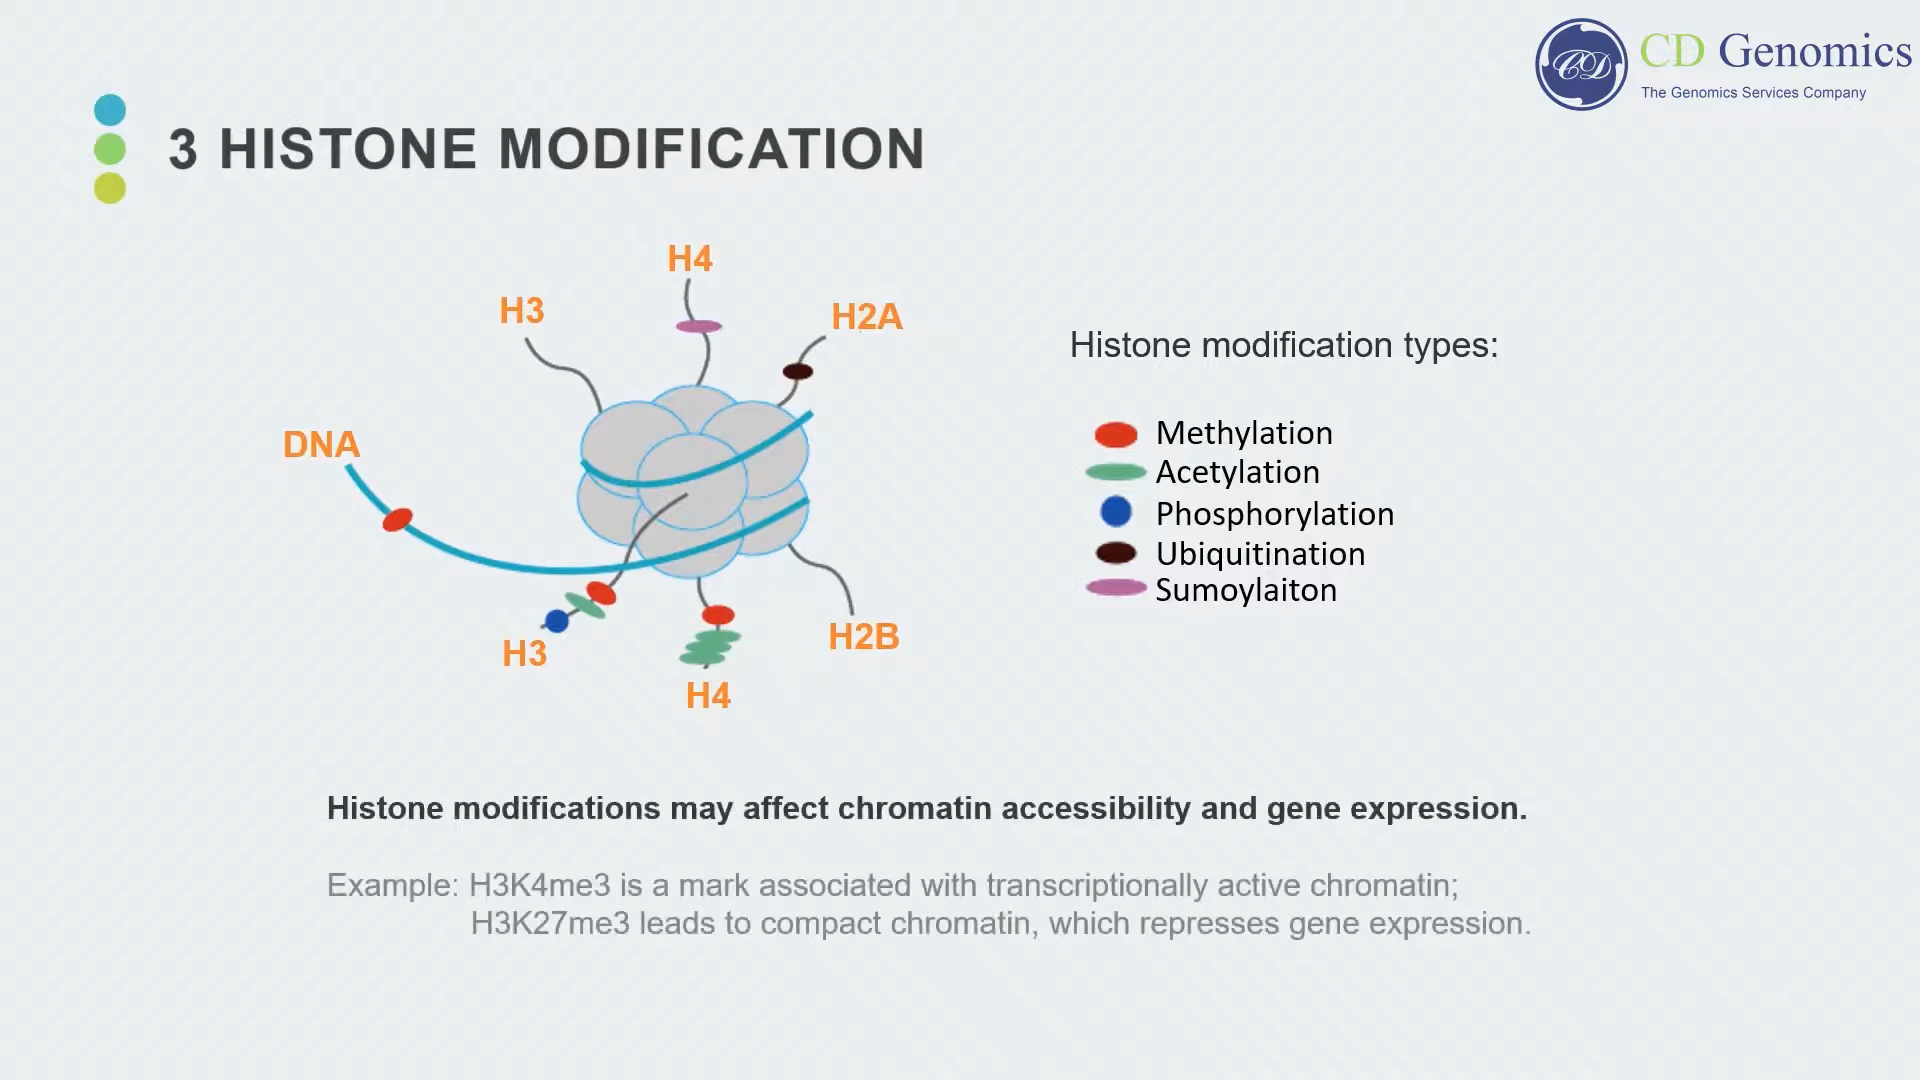 CD Genomics
The Genomics Services Company
3 HISTONE MODIFICATION
H4
H3
H2A
DNA
H3
H2B
H4
Histone modification types:
Methylation
Acetylation
Phosphorylation
Ubiquitination
Sumoylaiton
Histone modifications may affect chromatin accessibility and gene expression.
Example: H3K4me3 is a mark associated with transcriptionally active chromatin;
H3K27me3 leads to compact chromatin, which represses gene expression.